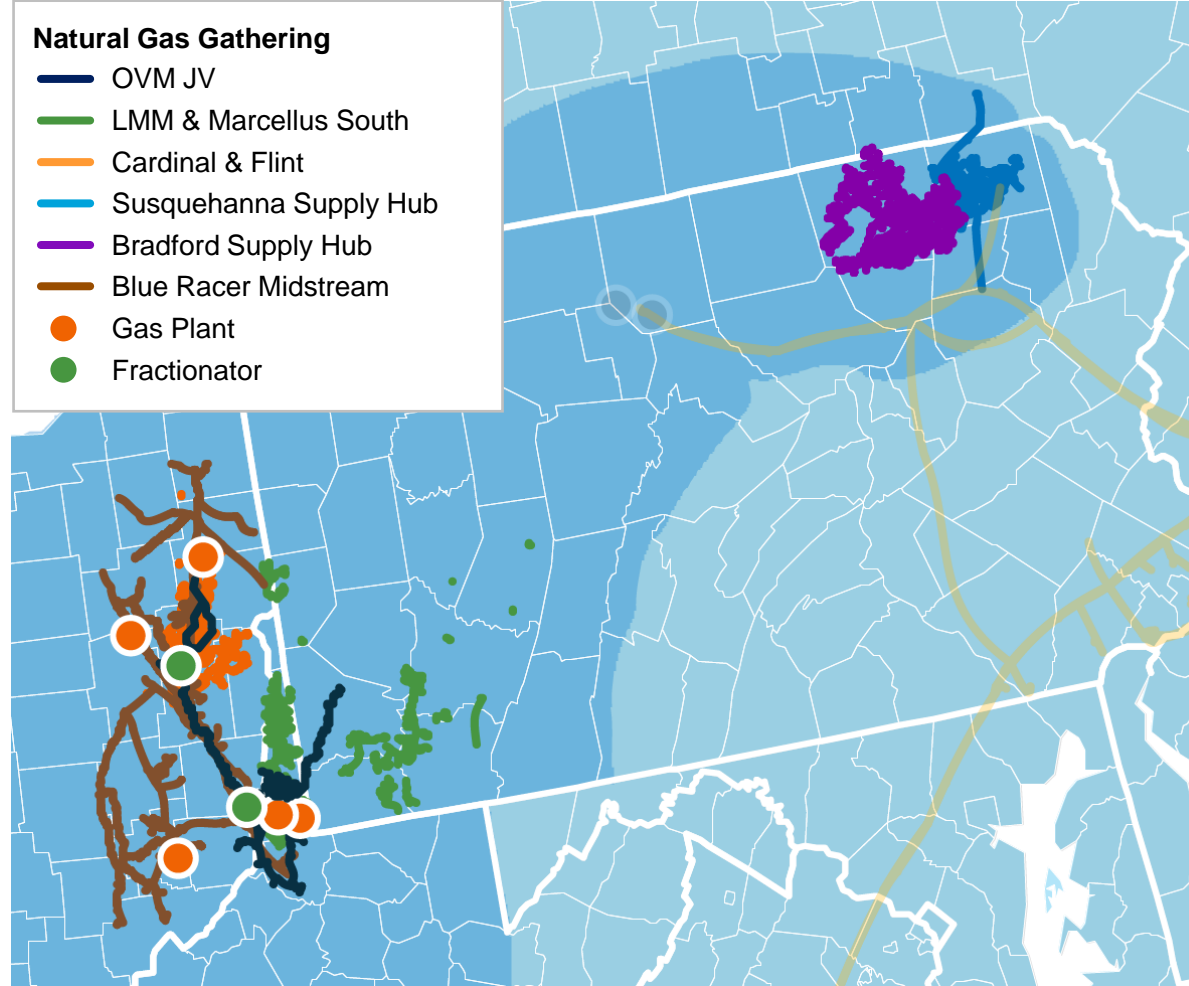 Natural Gas Gathering
OVM JV
LMM & Marcellus South
Cardinal & Flint
Susquehanna Supply Hub
Bradford Supply Hub
Blue Racer Midstream
Gas Plant
Fractionator